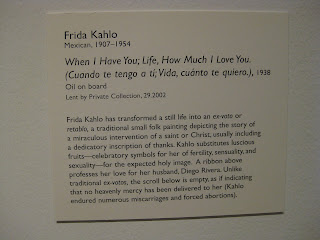 Frida Kahlo
Mexican, 1907–1954
When I Have You; Life, How Much I Love You.
(Cuando te tengo a tí; Vida, cuánto te quiero.), 1938
Oil on board
Lent by Private Collection, 29.2002
Frida Kahlo has transformed a still life into an ex-voto or
retablo, a traditional small folk painting depicting the story of
a miraculous intervention of a saint or Christ, usually including
a dedicatory inscription of thanks. Kahlo substitutes luscious
fruits—celebratory symbols for her of fertility, sensuality, and
sexuality—for the expected holy image. A ribbon above
professes her love for her husband, Diego Rivera. Unlike
traditional ex-votos, the scroll below is empty, as if indicating
that no heavenly mercy has been delivered to her (Kahlo
endured numerous miscarriages and forced abortions).